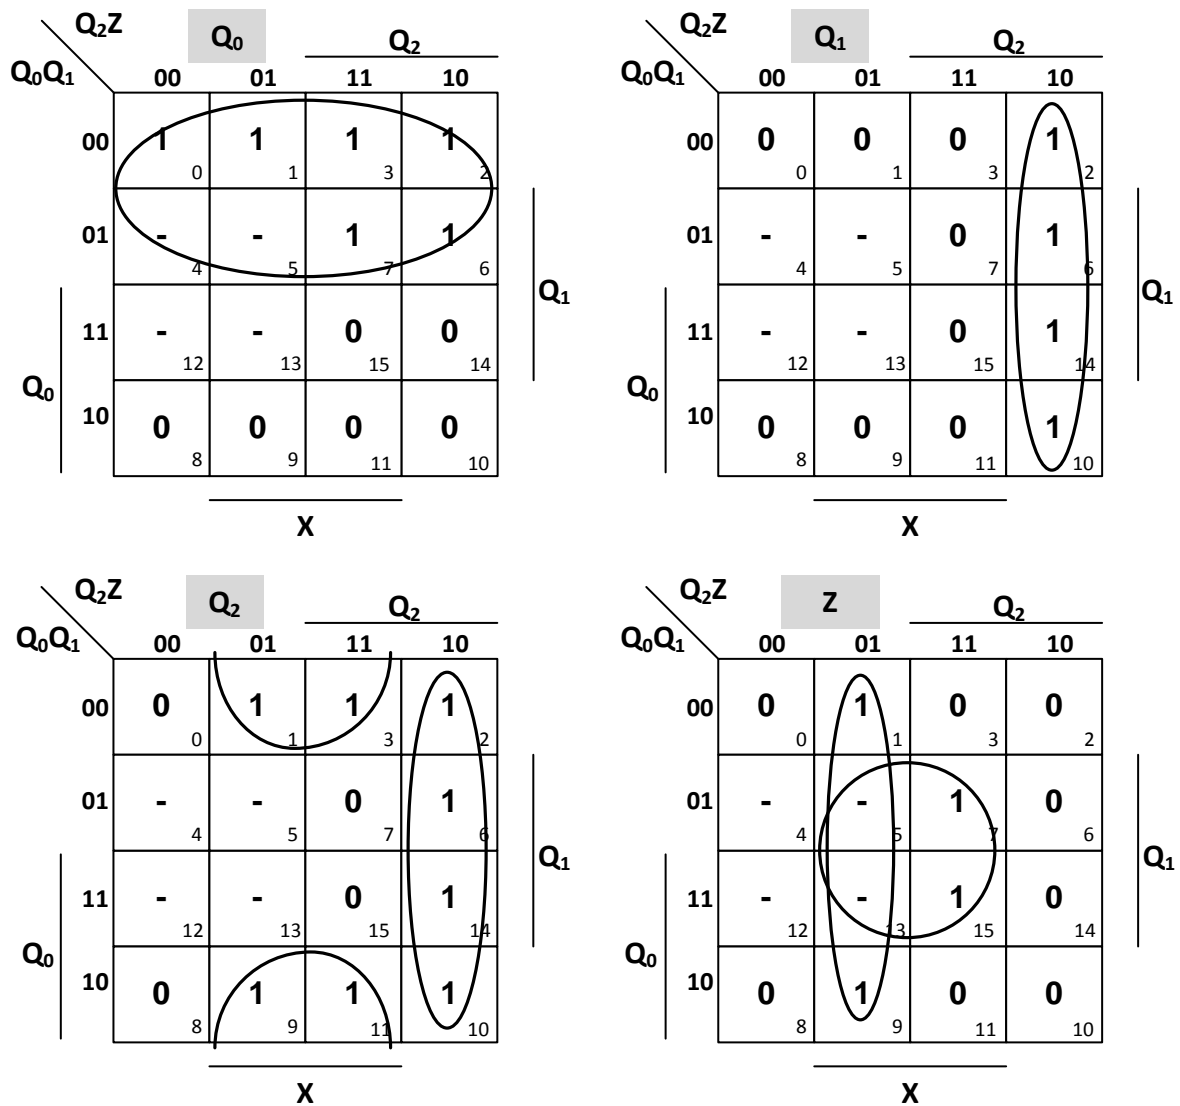 Q₂Z Q₀ Q₂
Q₀Q₁ 00 01 11 10
00 1 1 1 1
0 1 3 2
01 - - 1 1
4 5 7 6
Q₁
11 - - 0 0
12 13 15 14
Q₀
10 0 0 0 0
8 9 11 10
X
Q₂Z Q₁ Q₂
Q₀Q₁ 00 01 11 10
00 0 0 0 1
0 1 3 2
01 - - 0 1
4 5 7 6
Q₁
11 - - 0 1
12 13 15 14
Q₀
10 0 0 0 1
8 9 11 10
X
Q₂Z Q₂ Q₂
Q₀Q₁ 00 01 11 10
00 0 1 1 1
0 1 3 2
01 - - 0 1
4 5 7 6
Q₁
11 - - 0 1
12 13 15 14
Q₀
10 0 1 1 1
8 9 11 10
X
Q₂Z Z Q₂
Q₀Q₁ 00 01 11 10
00 0 1 0 0
0 1 3 2
01 - - 1 0
4 5 7 6
Q₁
11 - - 1 0
12 13 15 14
Q₀
10 0 1 0 0
8 9 11 10
X